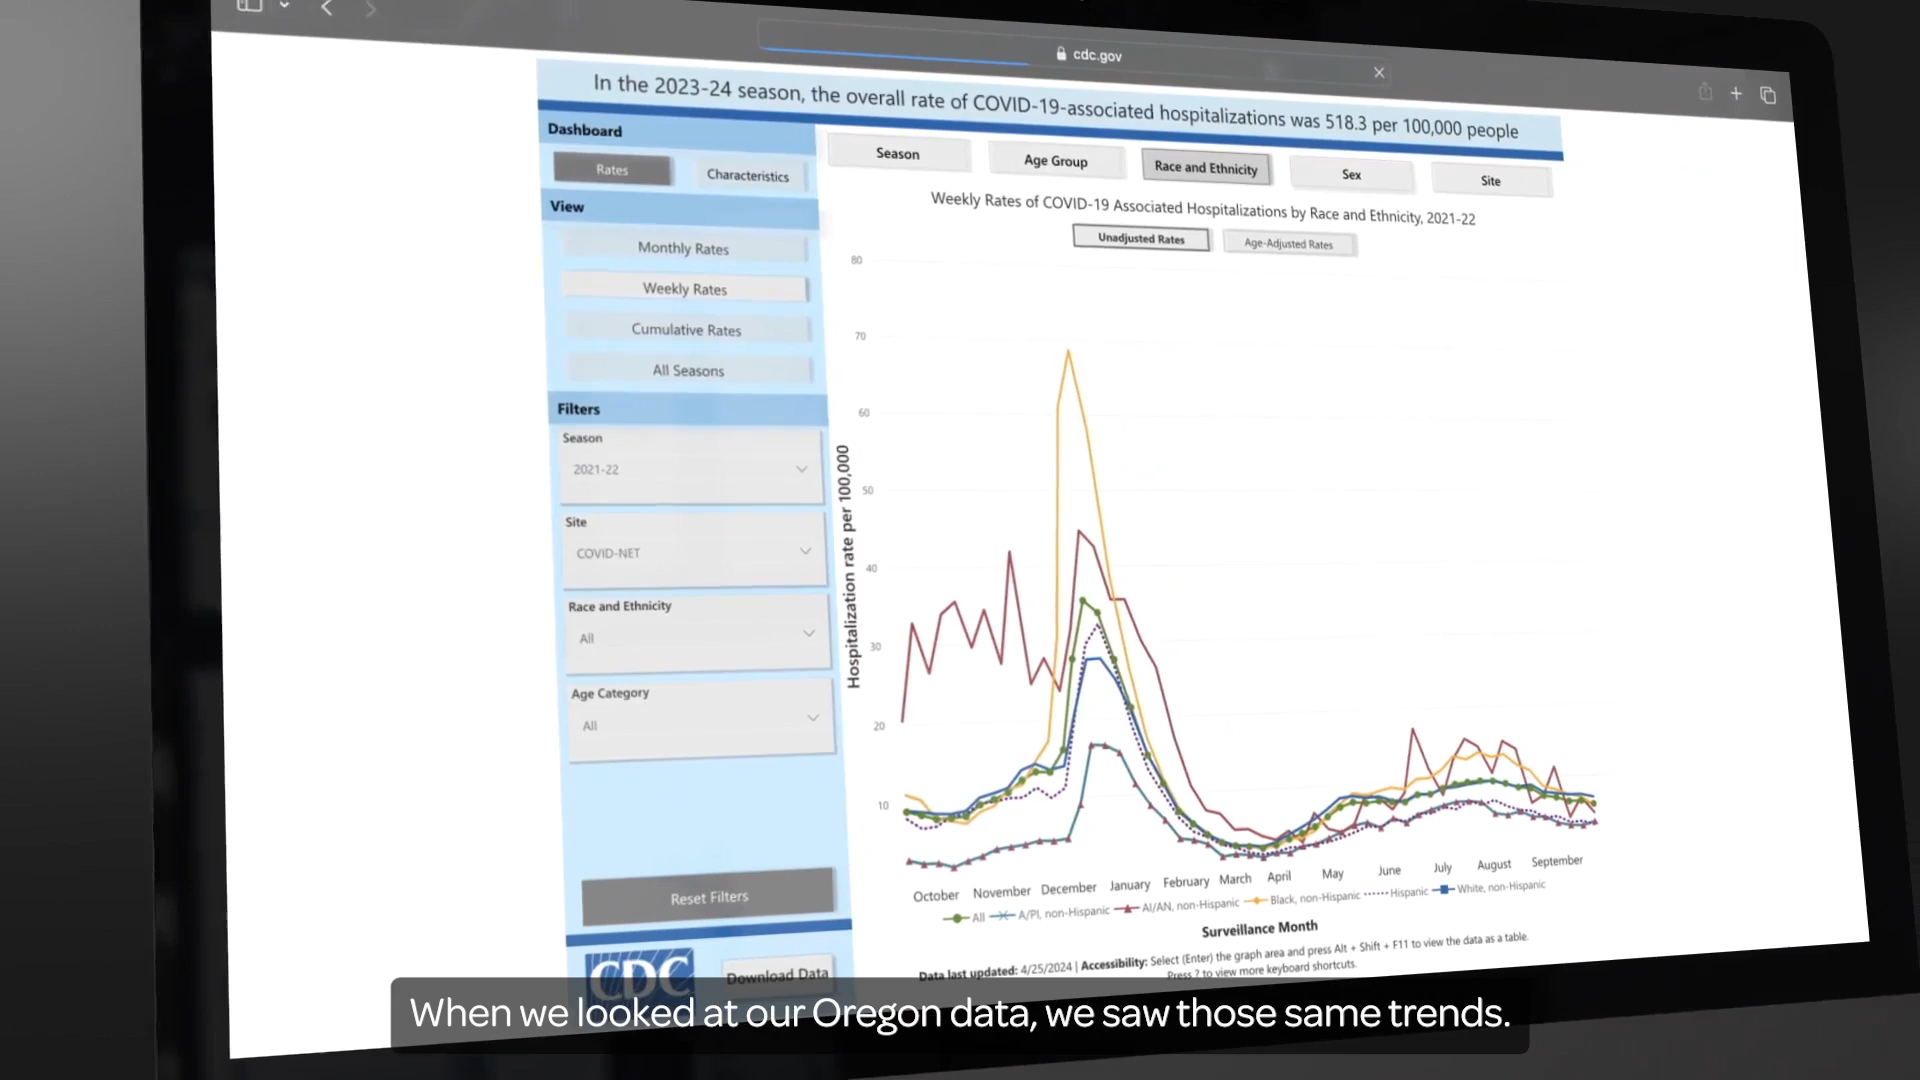 cdc.gov
In the 2023-24 season, the overall rate of COVID-19-associated hospitalizations was 518.3 per 100,000 people
Dashboard
Rates
Characteristics
View
Monthly Rates
Weekly Rates
Cumulative Rates
All Seasons
Filters
Season
2021-22
Site
COVID-NET
Race and Ethnicity
All
Age Category
All
Reset Filters
CDC
Download Data
Season
Age Group
Race and Ethnicity
Sex
Site
Weekly Rates of COVID-19 Associated Hospitalizations by Race and Ethnicity, 2021-22
Unadjusted Rates
Age-Adjusted Rates
Hospitalization rate per 100,000
80
70
60
50
40
30
20
10
October November December January February March April May June July August September
All A/PI, non-Hispanic AI/AN, non-Hispanic Black, non-Hispanic Hispanic White, non-Hispanic
Surveillance Month
Data last updated: 4/25/2024 | Accessibility: Select (Enter) the graph area and press Alt + Shift + F11 to view the data as a table.
Press ? to view more keyboard shortcuts.
When we looked at our Oregon data, we saw those same trends.